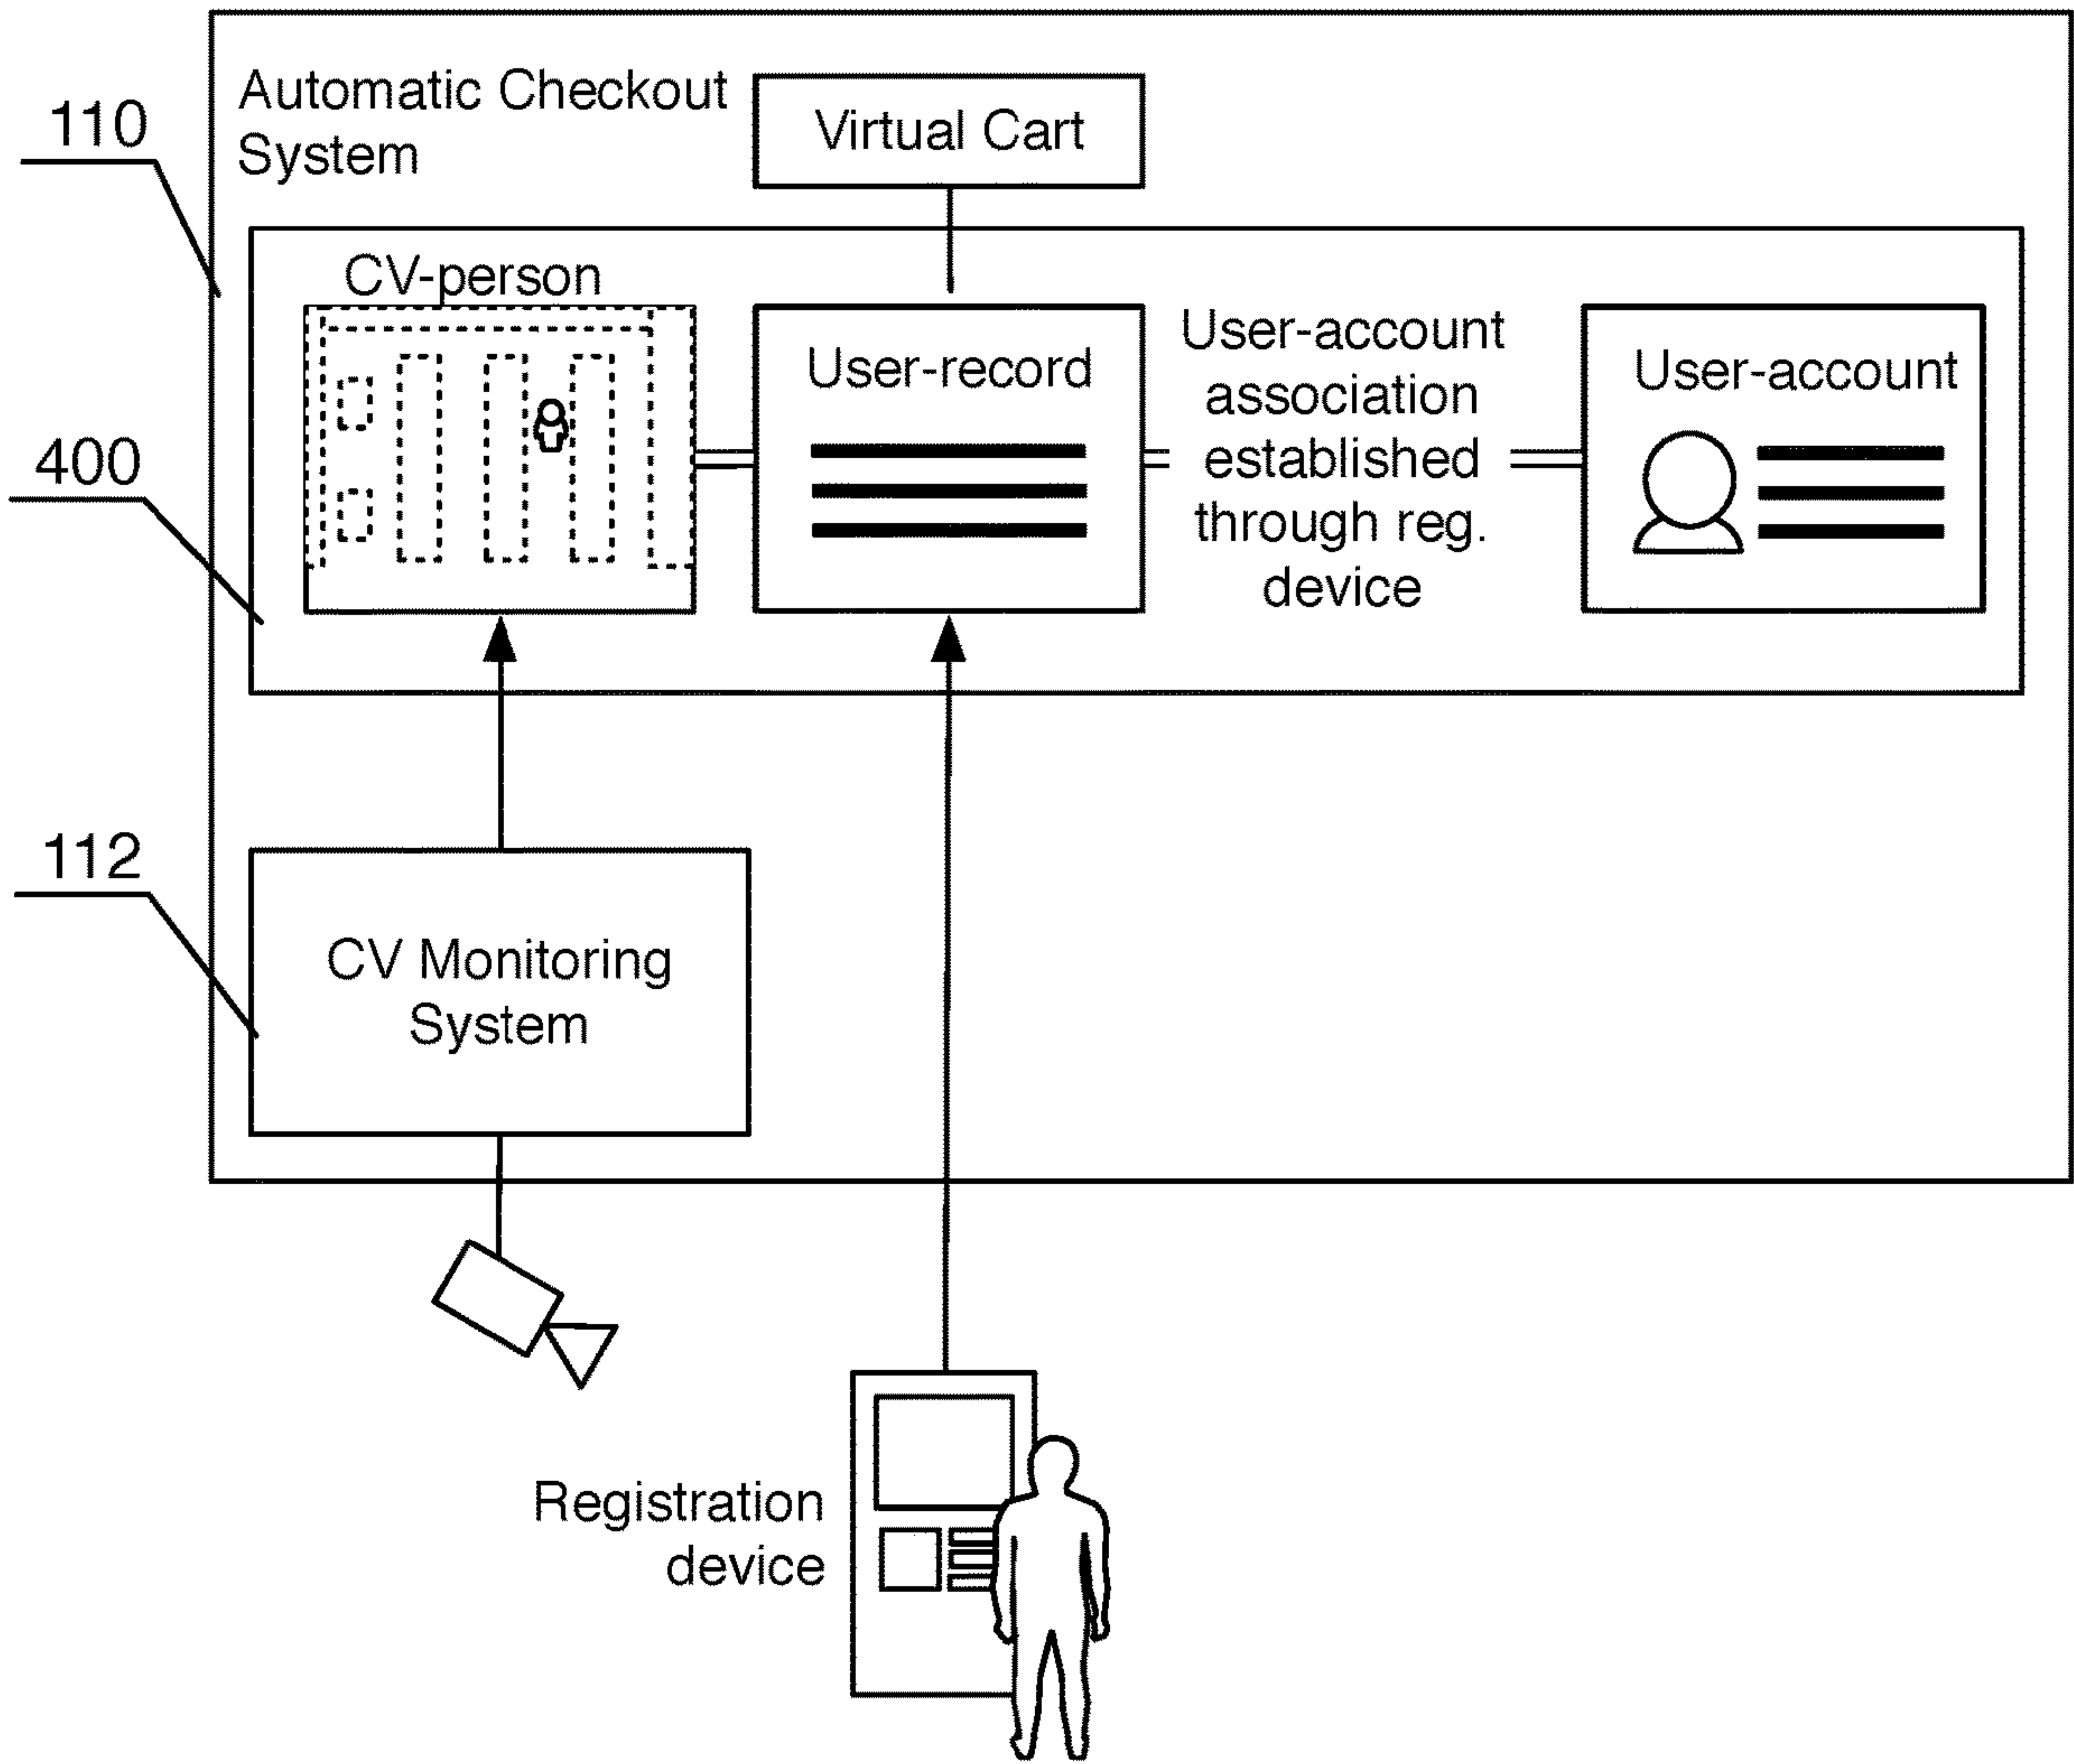 110
Automatic Checkout
System
Virtual Cart
400
CV-person
User-record
User-account
association
established
through reg.
device
User-account
112
CV Monitoring
System
Registration
device